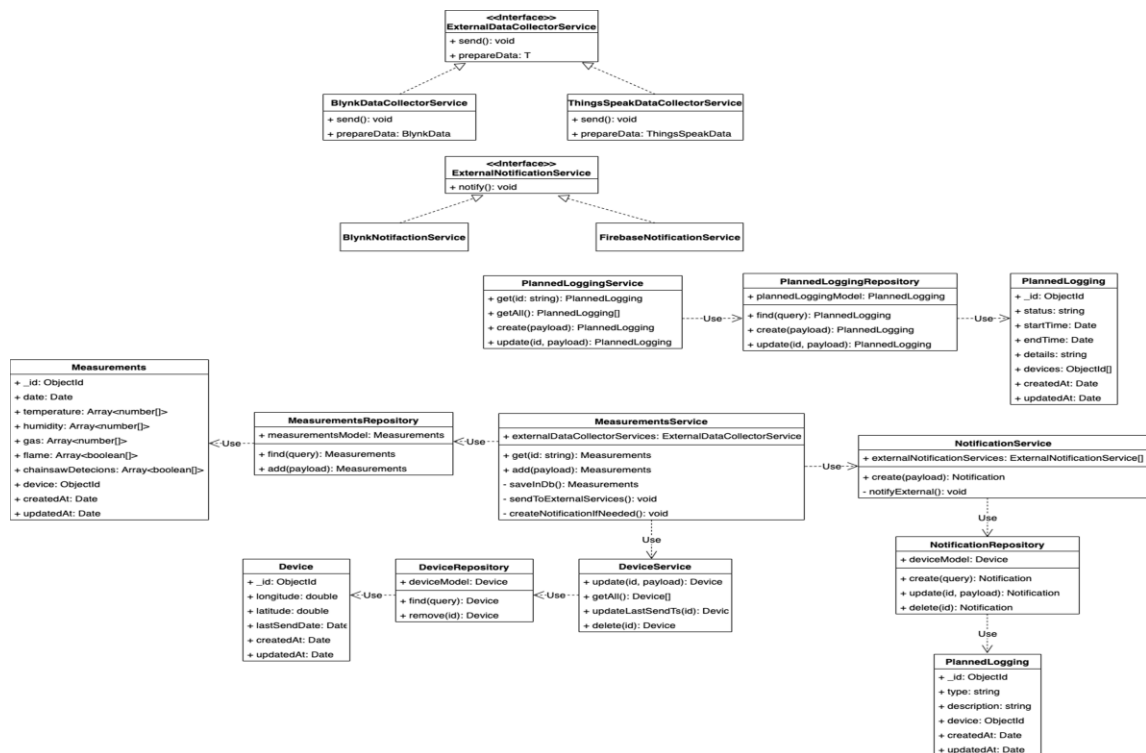 <<Interface>>
ExternalDataCollectorService
+ send(): void
+ prepareData: T
BlynkDataCollectorService
+ send(): void
+ prepareData: BlynkData
ThingsSpeakDataCollectorService
+ send(): void
+ prepareData: ThingsSpeakData
<<Interface>>
ExternalNotificationService
+ notify(): void
BlynkNotifactionService
FirebaseNotificationService
PlannedLoggingService
+ get(id: string): PlannedLogging
+ getAll(): PlannedLogging[]
+ create(payload): PlannedLogging
+ update(id, payload): PlannedLogging
Use
PlannedLoggingRepository
+ plannedLoggingModel: PlannedLogging
+ find(query): PlannedLogging
+ create(payload): PlannedLogging
+ update(id, payload): PlannedLogging
Use
PlannedLogging
+ _id: ObjectId
+ status: string
+ startTime: Date
+ endTime: Date
+ details: string
+ devices: ObjectId[]
+ createdAt: Date
+ updatedAt: Date
Measurements
+ _id: ObjectId
+ date: Date
+ temperature: Array<number[]>
+ humidity: Array<number[]>
+ gas: Array<number[]>
+ flame: Array<boolean[]>
+ chainsawDetecions: Array<boolean[]>
+ device: ObjectId
+ createdAt: Date
+ updatedAt: Date
Use
MeasurementsRepository
+ measurementsModel: Measurements
+ find(query): Measurements
+ add(payload): Measurements
Use
MeasurementsService
+ externalDataCollectorServices: ExternalDataCollectorService
+ get(id: string): Measurements
+ add(payload): Measurements
- saveInDb(): Measurements
- sendToExternalServices(): void
- createNotificationIfNeeded(): void
Use
NotificationService
+ externalNotificationServices: ExternalNotificationService[]
+ create(payload): Notification
- notifyExternal(): void
Use
Use
NotificationRepository
+ deviceModel: Device
+ create(query): Notification
+ update(id, payload): Notification
+ delete(id): Notification
Device
+ _id: ObjectId
+ longitude: double
+ latitude: double
+ lastSendDate: Date
+ createdAt: Date
+ updatedAt: Date
Use
DeviceRepository
+ deviceModel: Device
+ find(query): Device
+ remove(id): Device
Use
DeviceService
+ update(id, payload): Device
+ getAll(): Device[]
+ updateLastSendTs(id): Devic
+ delete(id): Device
Use
PlannedLogging
+ _id: ObjectId
+ type: string
+ description: string
+ device: ObjectId
+ createdAt: Date
+ updatedAt: Date